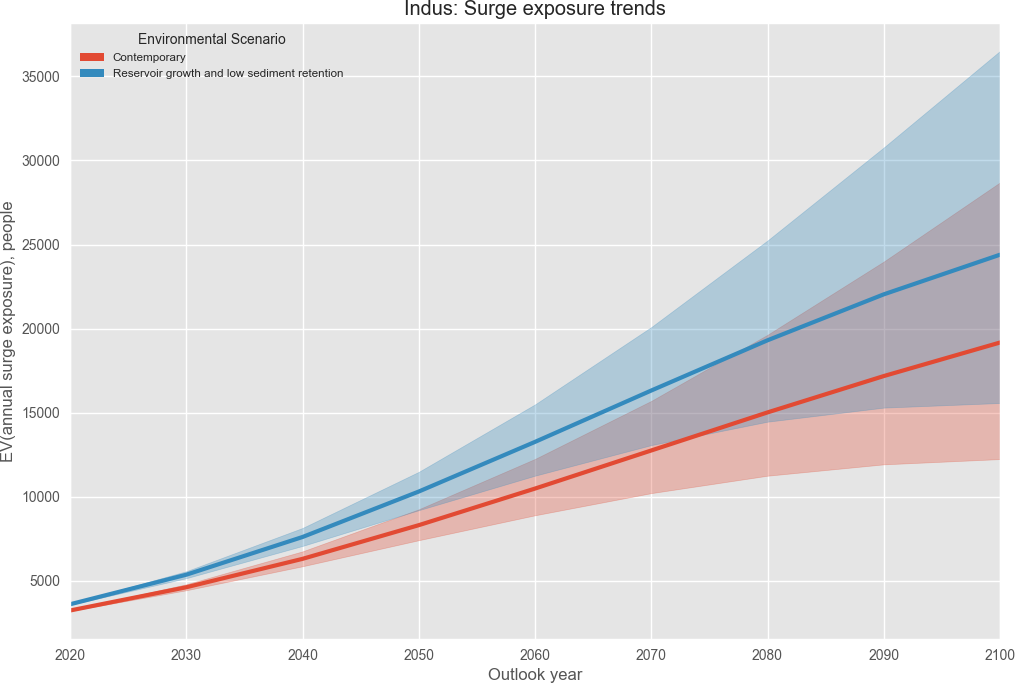 Indus: Surge exposure trends
Environmental Scenario
Contemporary
Reservoir growth and low sediment retention
EV(annual surge exposure), people
35000
30000
25000
20000
15000
10000
5000
2020 2030 2040 2050 2060 2070 2080 2090 2100
Outlook year